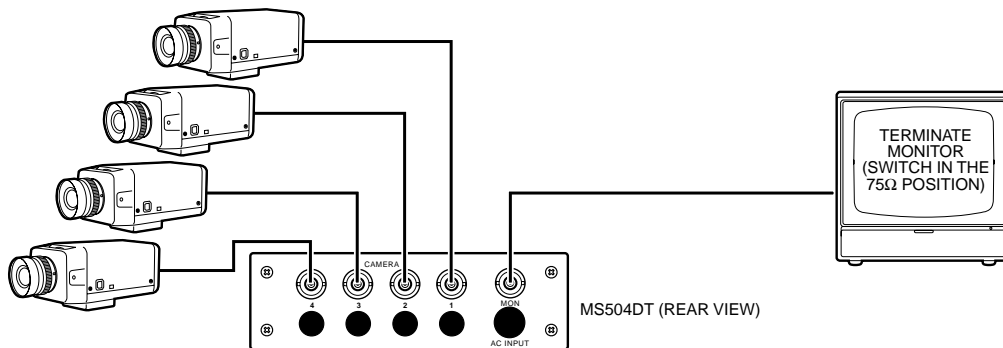 TERMINATE
MONITOR
(SWITCH IN THE
75Ω POSITION)
CAMERA
4 3 2 1 MON
AC INPUT
MS504DT (REAR VIEW)